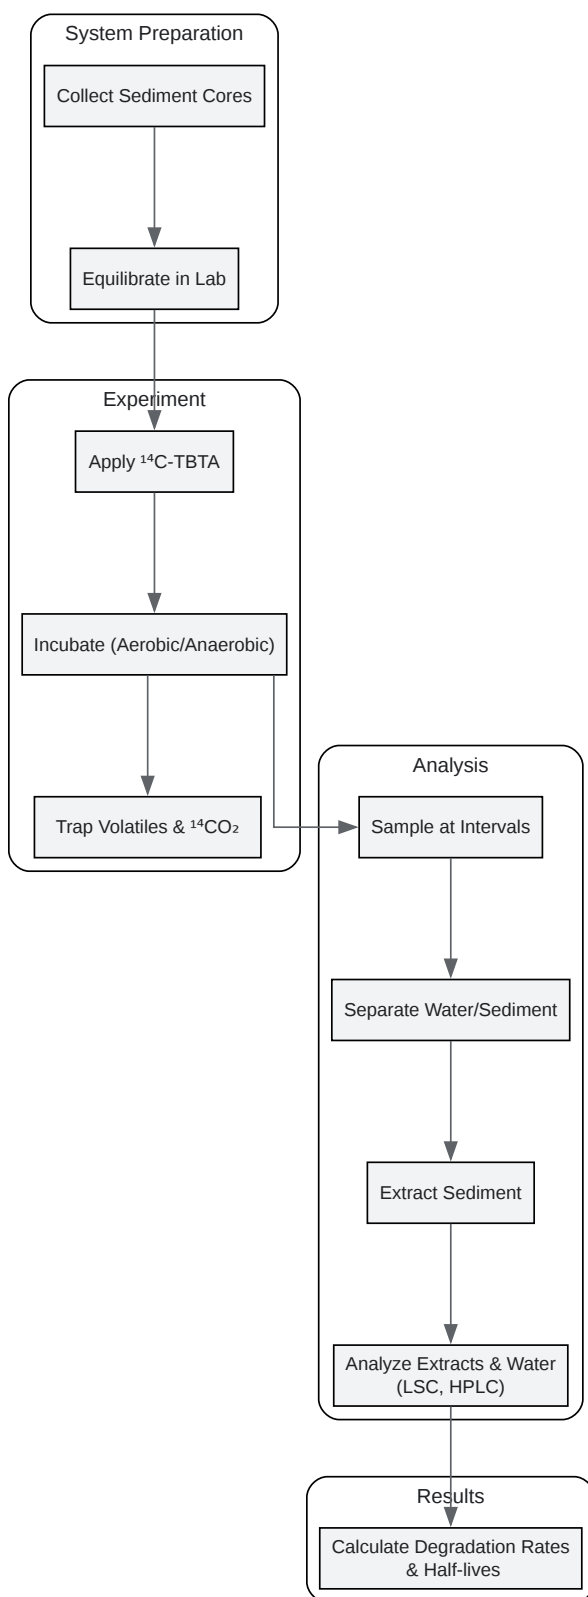 System Preparation
Collect Sediment Cores
Equilibrate in Lab
Experiment
Apply ¹⁴C-TBTA
Incubate (Aerobic/Anaerobic)
Trap Volatiles & ¹⁴CO₂
Analysis
Sample at Intervals
Separate Water/Sediment
Extract Sediment
Analyze Extracts & Water
(LSC, HPLC)
Results
Calculate Degradation Rates
& Half-lives